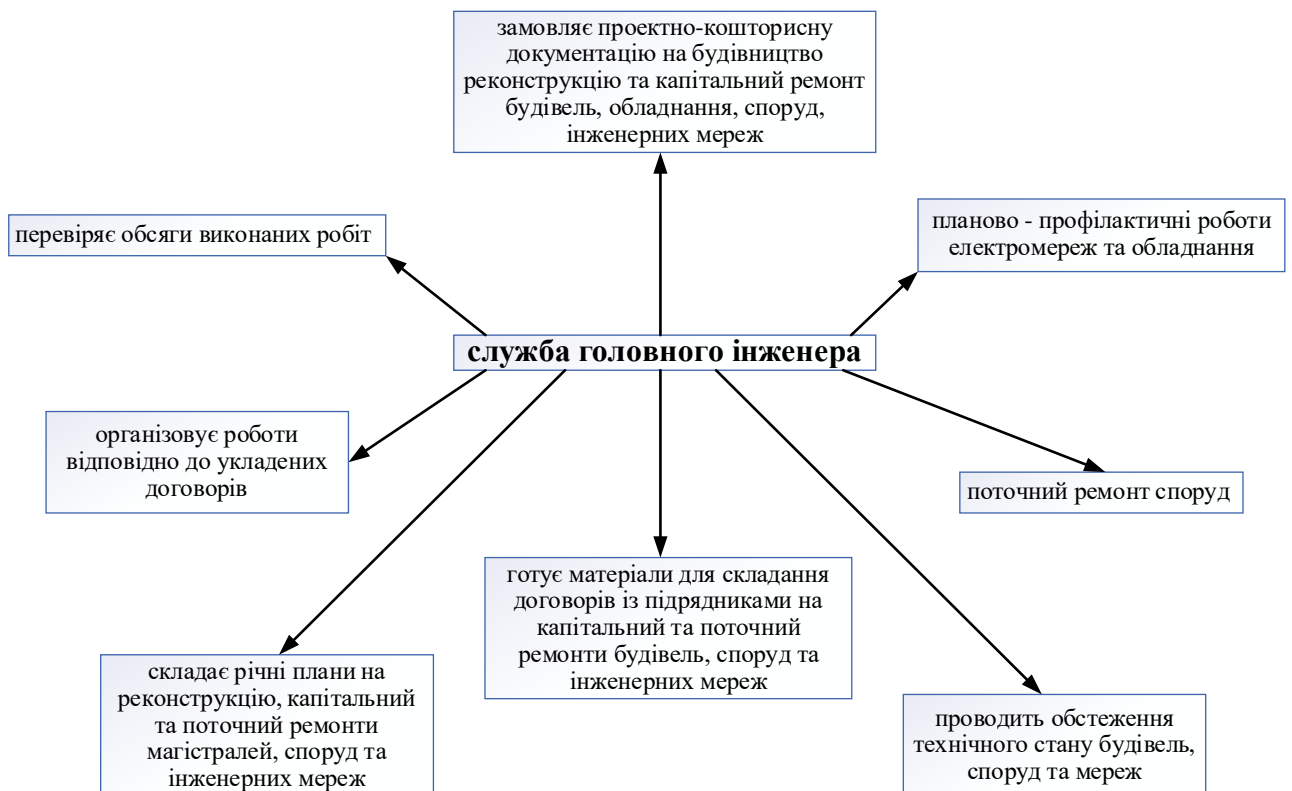 замовляє проектно-кошторисну
документацію на будівництво
реконструкцію та капітальний ремонт
будівель, обладнання, споруд,
інженерних мереж
перевіряє обсяги виконаних робіт
планово - профілактичні роботи
електромереж та обладнання
служба головного інженера
організовує роботи
відповідно до укладених
договорів
поточний ремонт споруд
готує матеріали для складання
договорів із підрядниками на
капітальний та поточний
ремонти будівель, споруд та
інженерних мереж
складає річні плани на
реконструкцію, капітальний
та поточний ремонти
магістралей, споруд та
інженерних мереж
проводить обстеження
технічного стану будівель,
споруд та мереж